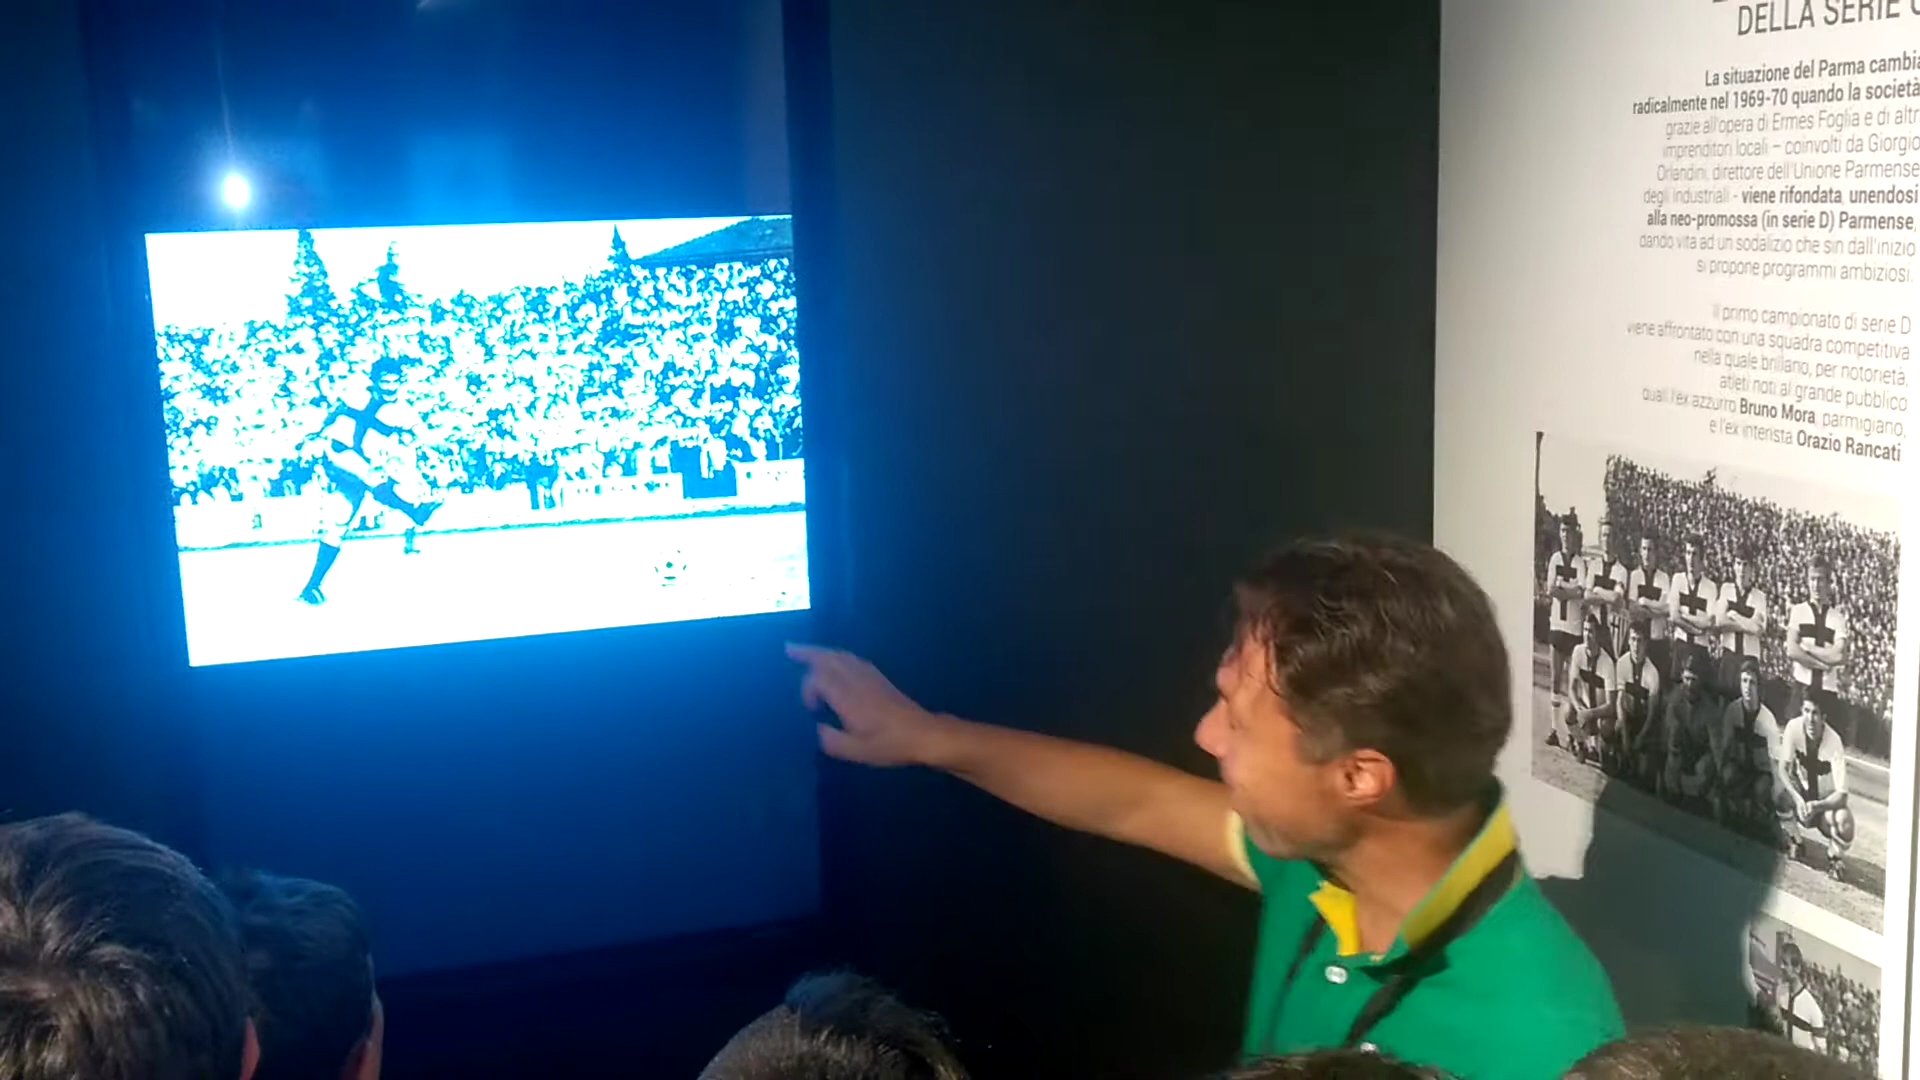 DELLA SERIE
La situazione del Parma cambia
radicalmente nel 1969-70 quando la società
grazie all'opera di Ermes Foglia e di altri
imprenditori locali – coinvolti da Giorgio
Orlandini, direttore dell'Unione Parmense
degli Industriali - viene rifondata, unendosi
alla neo-promossa (in serie D) Parmense,
dando vita ad un sodalizio che sin dall'inizio
si propone programmi ambiziosi.
Il primo campionato di serie D
viene affrontato con una squadra competitiva
nella quale brillano, per notorietà,
atleti noti al grande pubblico
quali l'ex azzurro Bruno Mora, parmigiano,
e l'ex interista Orazio Rancati